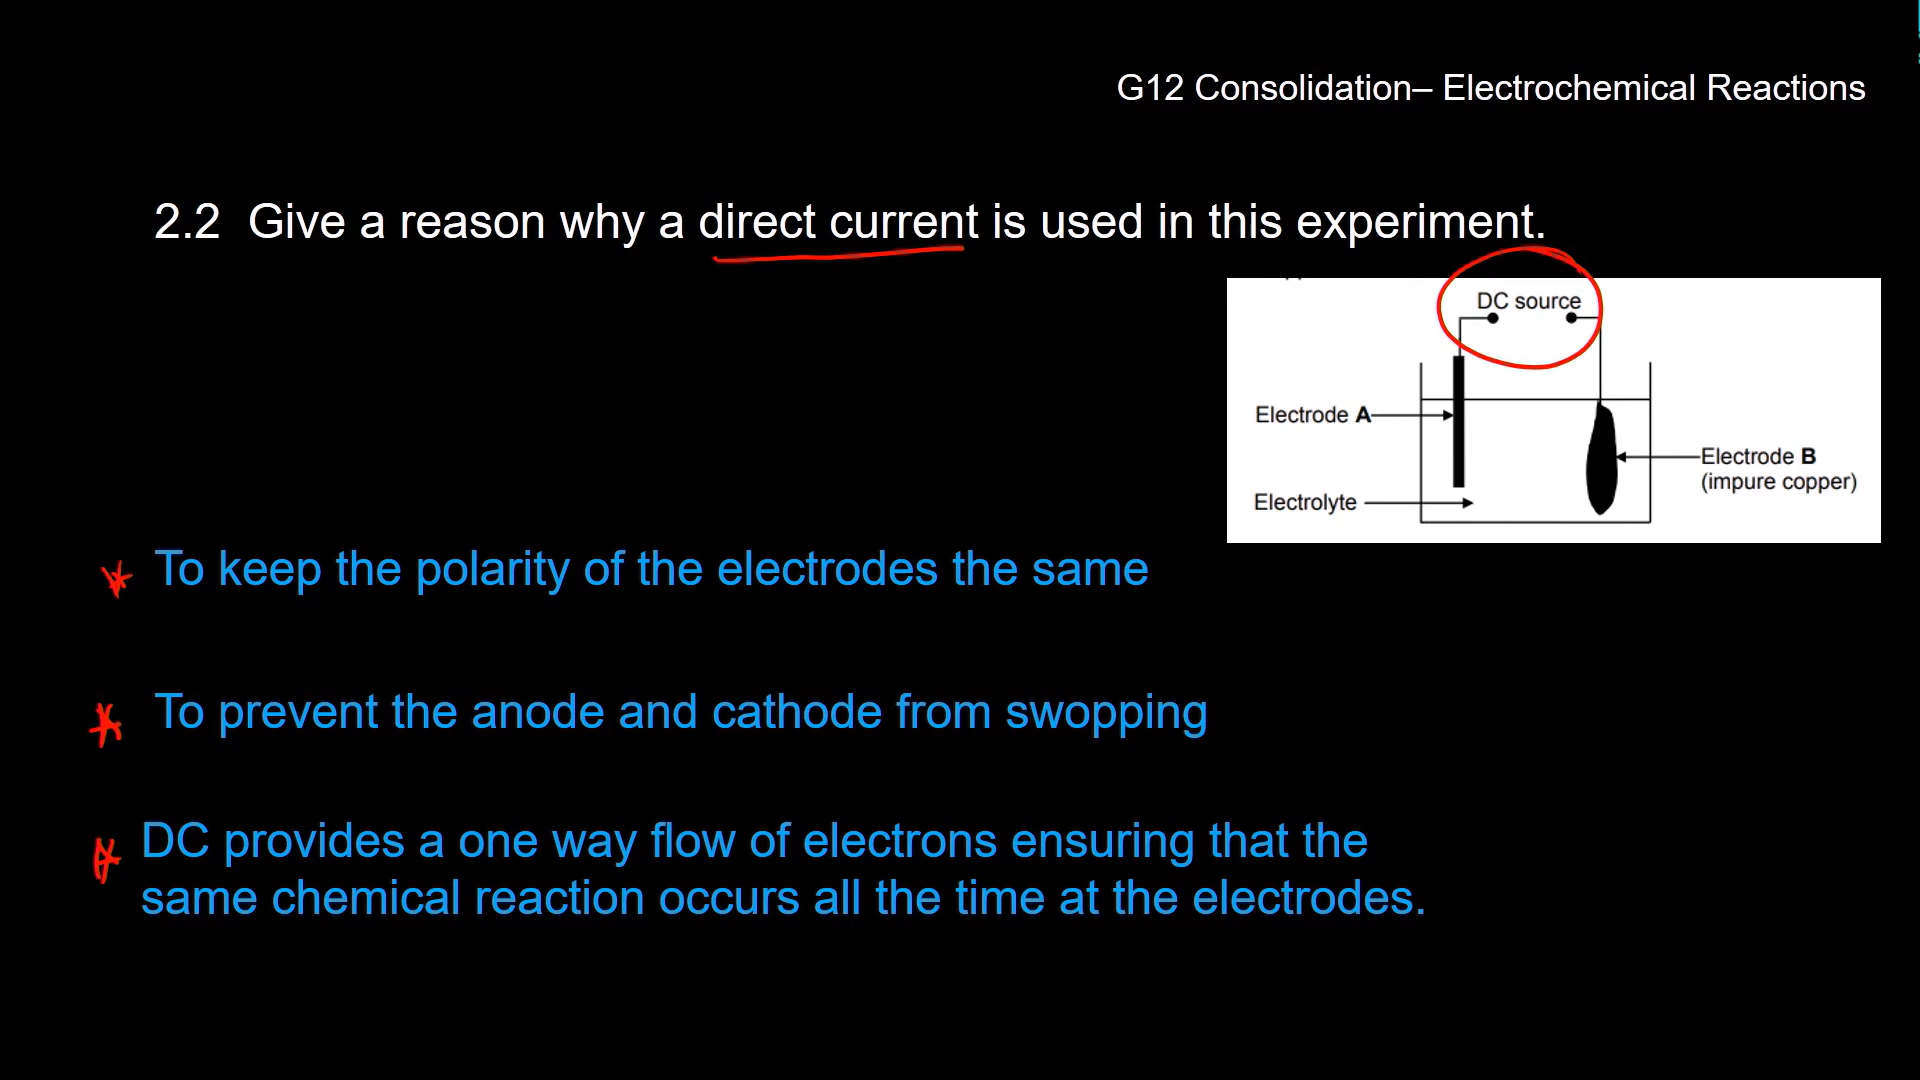 G12 Consolidation– Electrochemical Reactions
2.2 Give a reason why a direct current is used in this experiment.
DC source
Electrode A
Electrode B
(impure copper)
Electrolyte
To keep the polarity of the electrodes the same
To prevent the anode and cathode from swopping
DC provides a one way flow of electrons ensuring that the
same chemical reaction occurs all the time at the electrodes.